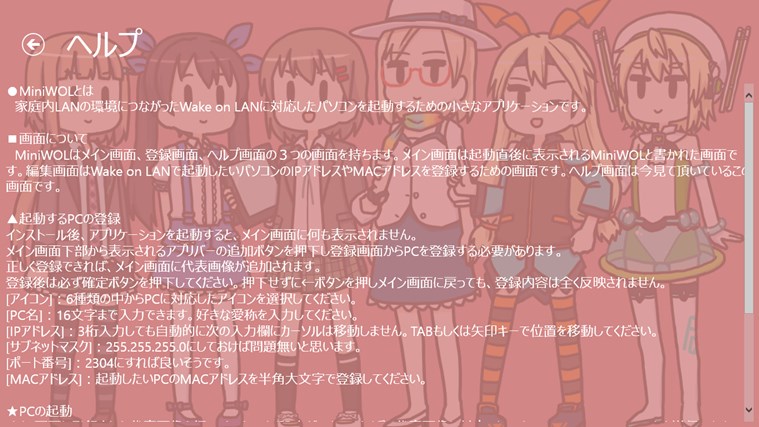 ヘルプ
●MiniWOLとは
家庭内LANの環境につながったWake on LANに対応したパソコンを起動するための小さなアプリケーションです。
■画面について
MiniWOLはメイン画面、登録画面、ヘルプ画面の３つの画面を持ちます。メイン画面は起動直後に表示されるMiniWOLと書かれた画面で
す。編集画面はWake on LANで起動したいパソコンのIPアドレスやMACアドレスを登録するための画面です。ヘルプ画面は今見て頂いているこの
画面です。
▲起動するPCの登録
インストール後、アプリケーションを起動すると、メイン画面に何も表示されません。
メイン画面下部から表示されるアプリバーの追加ボタンを押下し登録画面からPCを登録する必要があります。
正しく登録できれば、メイン画面に代表画像が追加されます。
登録後は必ず確定ボタンを押下してください。押下せずに←ボタンを押しメイン画面に戻っても、登録内容は全く反映されません。
[アイコン]：6種類の中からPCに対応したアイコンを選択してください。
[PC名]：16文字まで入力できます。好きな愛称を入力してください。
[IPアドレス]：3桁入力しても自動的に次の入力欄にカーソルは移動しません。TABもしくは矢印キーで位置を移動してください。
[サブネットマスク]：255.255.255.0にしておけば問題無いと思います。
[ポート番号]：2304にすれば良いそうです。
[MACアドレス]：起動したいPCのMACアドレスを半角大文字で登録してください。
★PCの起動